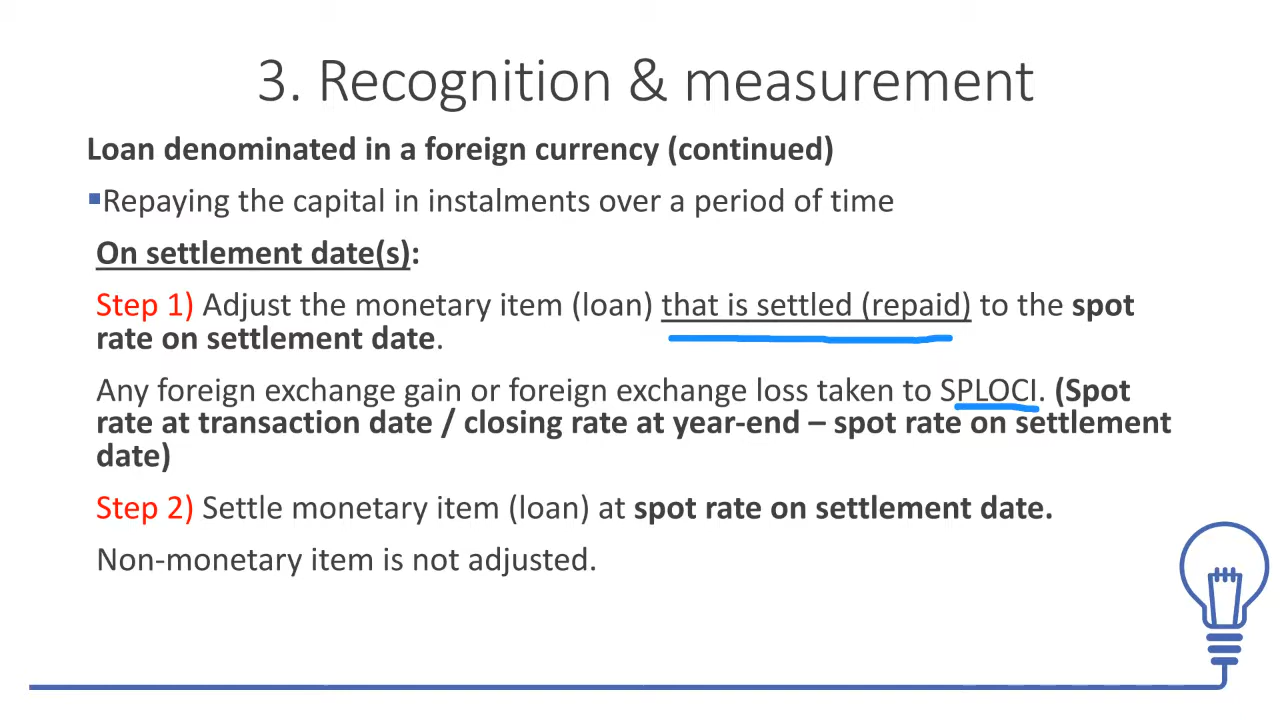 3. Recognition & measurement
Loan denominated in a foreign currency (continued)
▪Repaying the capital in instalments over a period of time
On settlement date(s):
Step 1) Adjust the monetary item (loan) that is settled (repaid) to the spot
rate on settlement date.
Any foreign exchange gain or foreign exchange loss taken to SPLOCI. (Spot
rate at transaction date / closing rate at year-end – spot rate on settlement
date)
Step 2) Settle monetary item (loan) at spot rate on settlement date.
Non-monetary item is not adjusted.